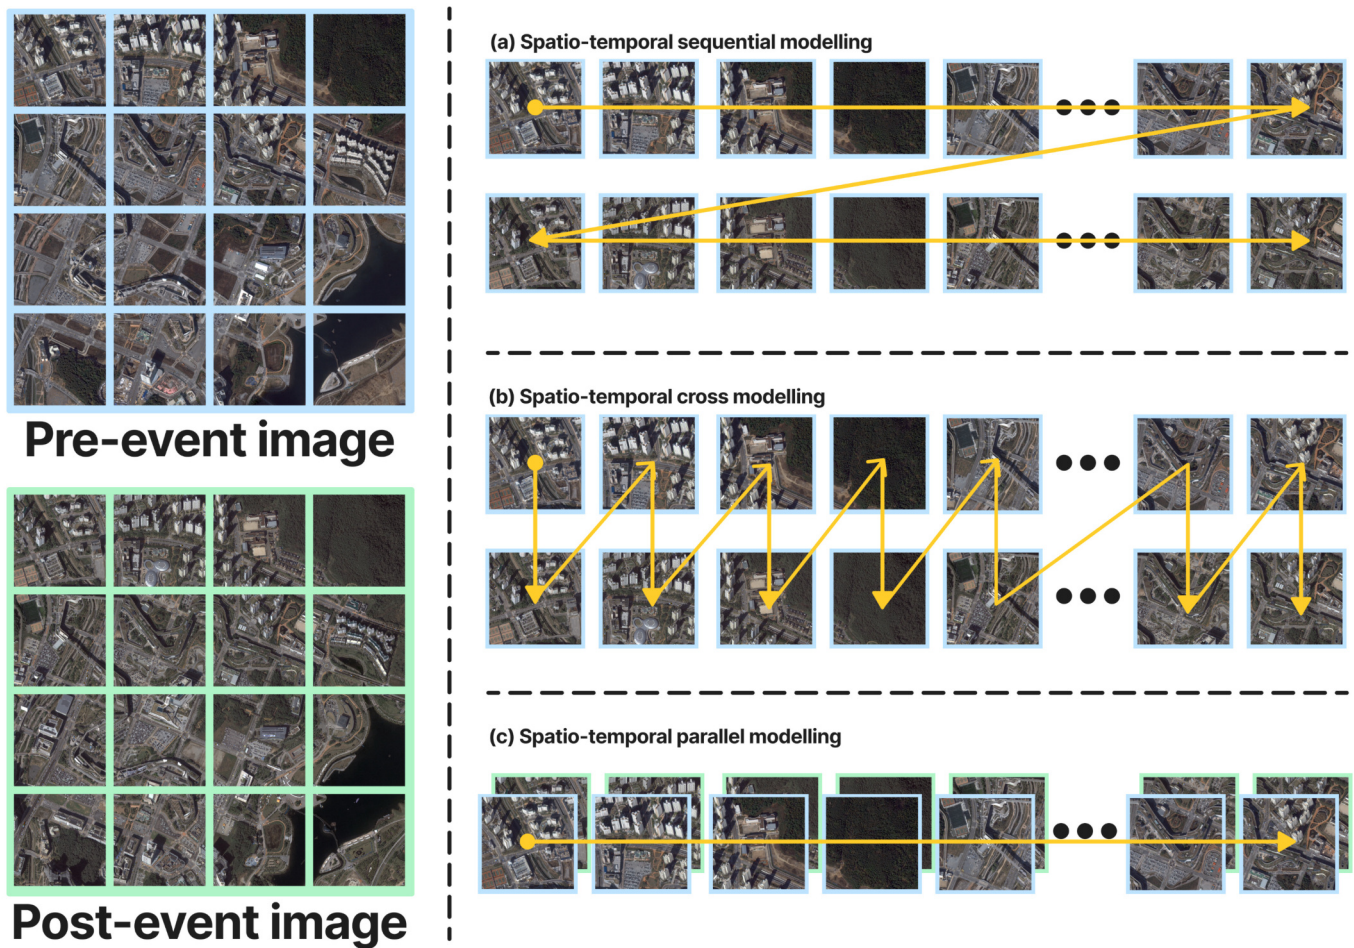 Pre-event image
Post-event image
(a) Spatio-temporal sequential modelling
(b) Spatio-temporal cross modelling
(c) Spatio-temporal parallel modelling